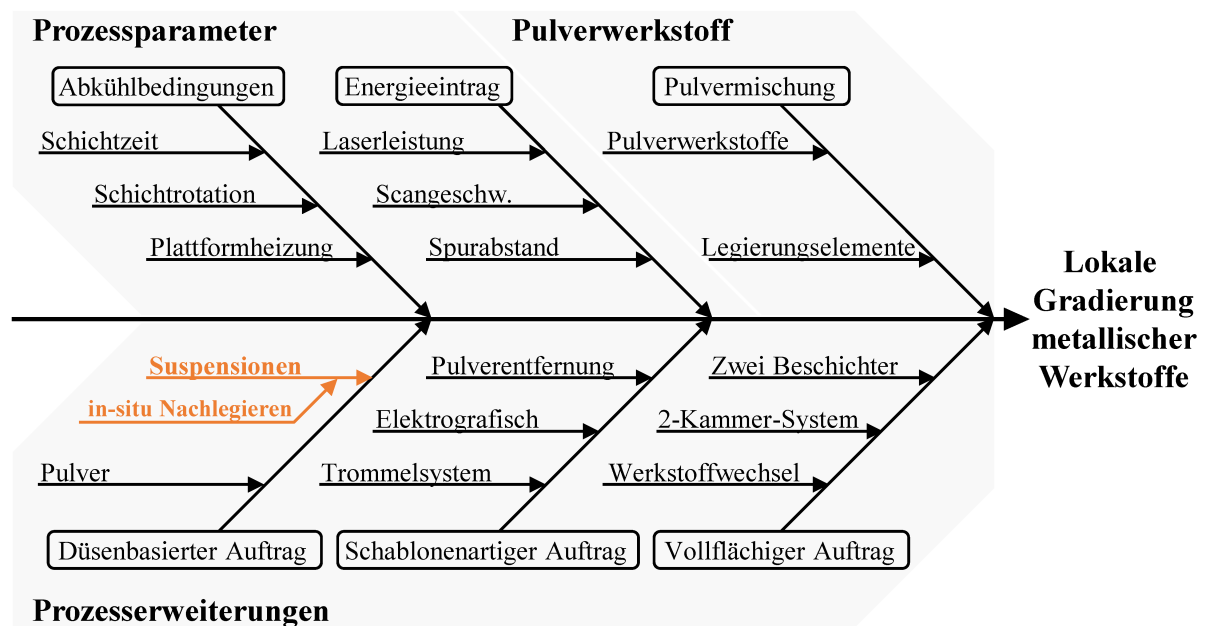 Prozessparameter
Pulverwerkstoff
Abkühlbedingungen
Energieeintrag
Pulvermischung
Schichtzeit
Laserleistung
Pulverwerkstoffe
Schichtrotation
Scangeschw.
Plattformheizung
Spurabstand
Legierungselemente
Lokale
Gradierung
metallischer
Werkstoffe
Suspensionen
Pulverentfernung
Zwei Beschichter
in-situ Nachlegieren
Elektrografisch
2-Kammer-System
Pulver
Trommelsystem
Werkstoffwechsel
Düsenbasierter Auftrag
Schablonenartiger Auftrag
Vollflächiger Auftrag
Prozesserweiterungen